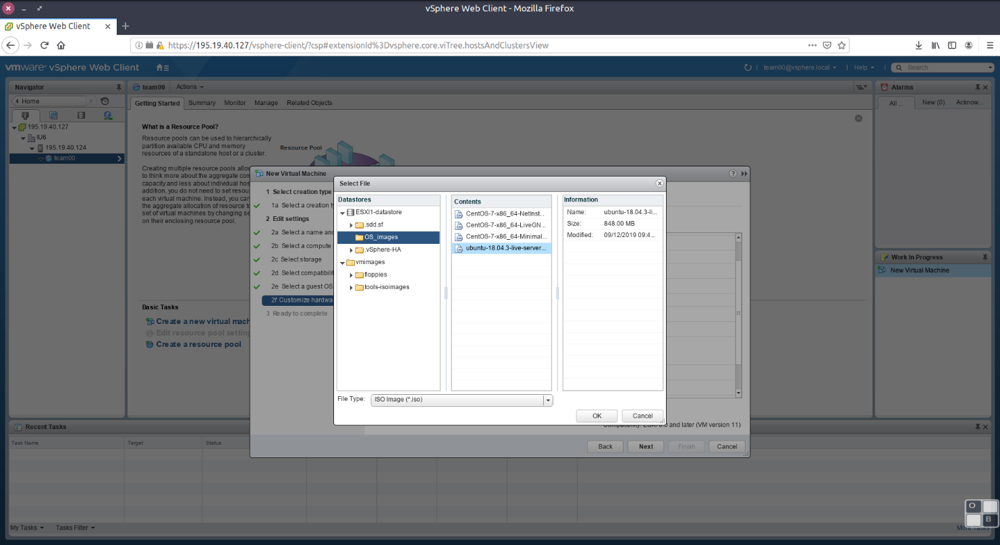 vSphere Web Client - Mozilla Firefox
vSphere Web Client
https://195.19.40.127/vsphere-client/?csp#extensionId%3Dvsphere.core.viTree.hostsAndClustersView
vmware® vSphere Web Client
team00@vsphere.local
Help
Search
Navigator
Home
195.19.40.127
IU6
195.19.40.124
team00
team00
Actions
Getting Started
Summary
Monitor
Manage
Related Objects
What is a Resource Pool?
Resource pools can be used to hierarchically
partition available CPU and memory
resources of a standalone host or a cluster.
Creating multiple resource pools allow
to think more about the aggregate com
capacity and less about individual hos
addition, you do not need to set resou
each virtual machine. Instead, you can
the aggregate allocation of resource to
set of virtual machines by changing se
on their enclosing resource pool.
Resource Pool
Basic Tasks
Create a new virtual mach
Edit resource pool setting
Create a resource pool
New Virtual Machine
1 Select creation type
1a Select a creation ty
2 Edit settings
2a Select a name and
2b Select a compute
2c Select storage
2d Select compatibilit
2e Select a guest OS
2f Customize hardwa
3 Ready to complete
Select File
Datastores
ESXI1-datastore
.sdd.sf
OS_images
.vSphere-HA
vmimages
floppies
tools-isoimages
Contents
CentOS-7-x86_64-NetInst...
CentOS-7-x86_64-LiveGN...
CentOS-7-x86_64-Minimal...
ubuntu-18.04.3-live-server...
Information
Name: ubuntu-18.04.3-li...
Size: 848.00 MB
Modified: 09/12/2019 09:4...
File Type: ISO Image (*.iso)
OK
Cancel
and later (VM version 11)
Back
Next
Finish
Cancel
Alarms
All ...
New (0)
Acknow...
Work In Progress
New Virtual Machine
Recent Tasks
Task Name
Target
Status
My Tasks
Tasks Filter
More Tasks
O
B